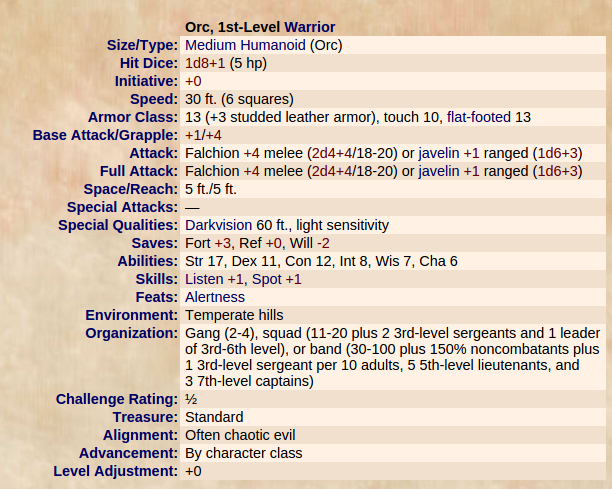 Orc, 1st-Level Warrior
Size/Type: Medium Humanoid (Orc)
Hit Dice: 1d8+1 (5 hp)
Initiative: +0
Speed: 30 ft. (6 squares)
Armor Class: 13 (+3 studded leather armor), touch 10, flat-footed 13
Base Attack/Grapple: +1/+4
Attack: Falchion +4 melee (2d4+4/18-20) or javelin +1 ranged (1d6+3)
Full Attack: Falchion +4 melee (2d4+4/18-20) or javelin +1 ranged (1d6+3)
Space/Reach: 5 ft./5 ft.
Special Attacks: —
Special Qualities: Darkvision 60 ft., light sensitivity
Saves: Fort +3, Ref +0, Will -2
Abilities: Str 17, Dex 11, Con 12, Int 8, Wis 7, Cha 6
Skills: Listen +1, Spot +1
Feats: Alertness
Environment: Temperate hills
Organization: Gang (2-4), squad (11-20 plus 2 3rd-level sergeants and 1 leader
of 3rd-6th level), or band (30-100 plus 150% noncombatants plus
1 3rd-level sergeant per 10 adults, 5 5th-level lieutenants, and
3 7th-level captains)
Challenge Rating: ½
Treasure: Standard
Alignment: Often chaotic evil
Advancement: By character class
Level Adjustment: +0